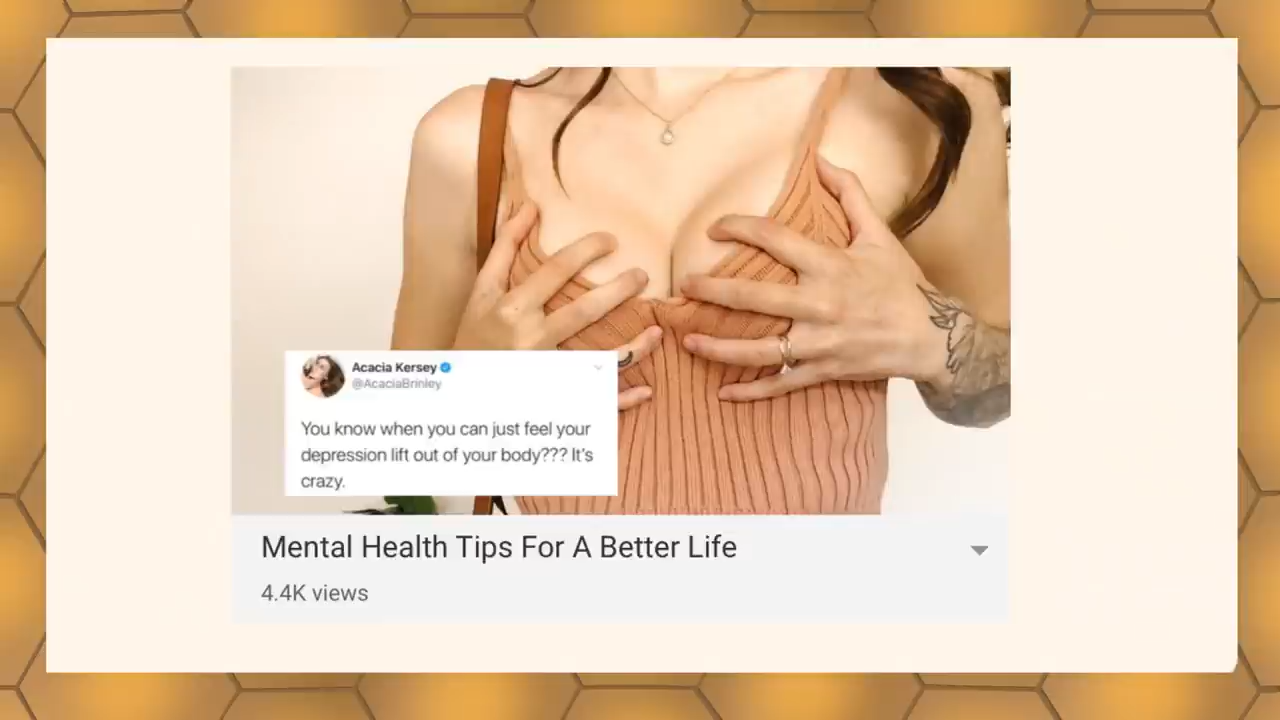 Acacia Kersey
@AcaciaBrinley
You know when you can just feel your
depression lift out of your body??? It's
crazy.
Mental Health Tips For A Better Life
4.4K views